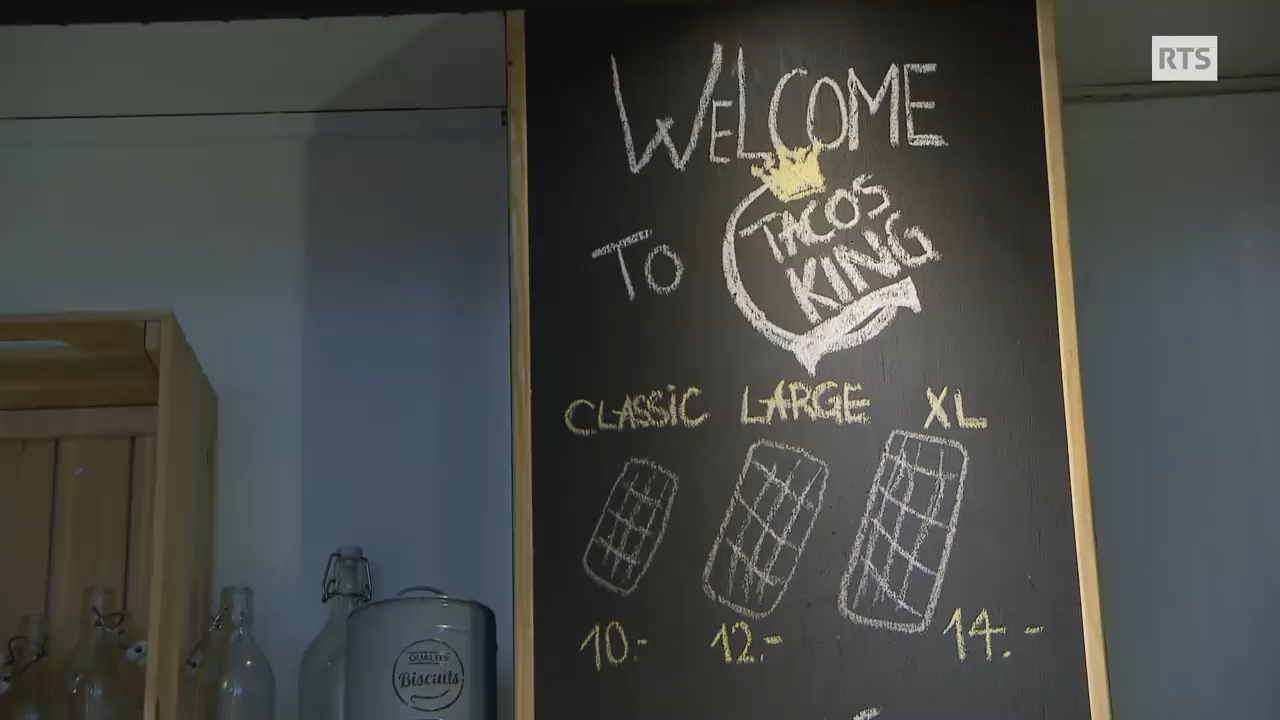 RTS
WELCOME
TO TACOS
KING
CLASSiC LARGE XL
10.- 12.- 14.-
QUALITY
Biscuits